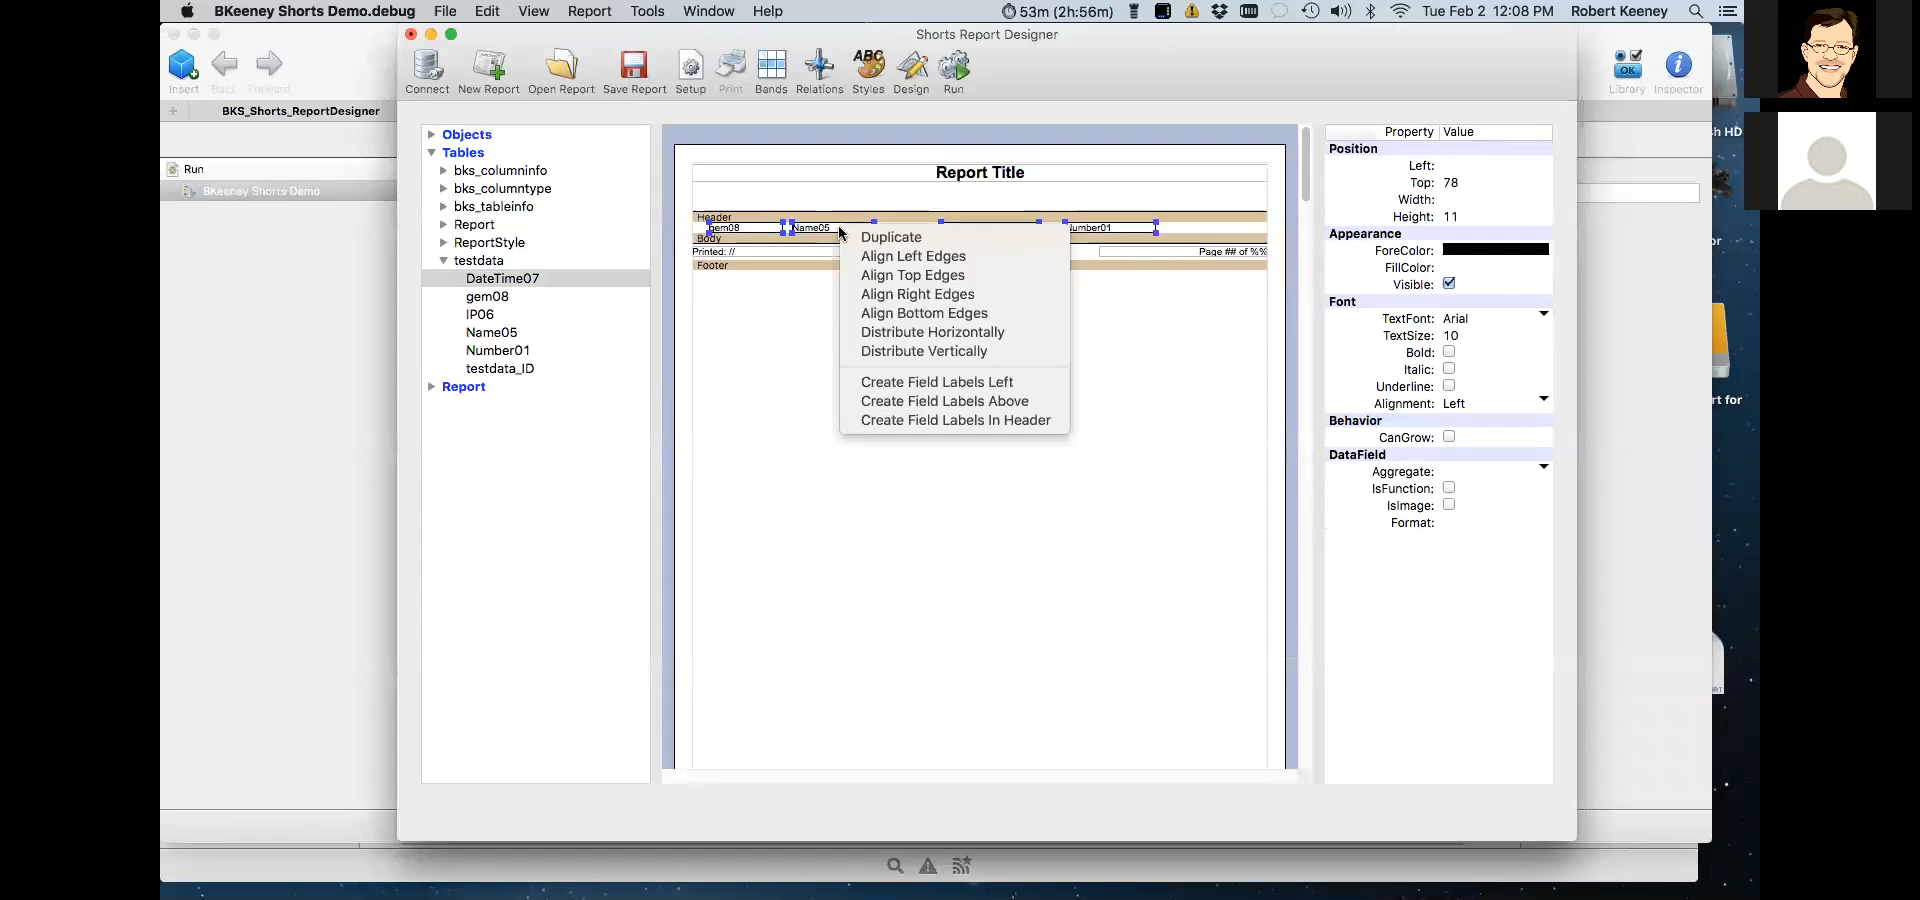 BKeeney Shorts Demo.debug File Edit View Report Tools Window Help 53m (2h:56m) Tue Feb 2 12:08 PM Robert Keeney
Shorts Report Designer
Insert Back Forward
Connect New Report Open Report Save Report Setup Print Bands Relations ABC Styles Design Run
OK Library Inspector
BKS_Shorts_ReportDesigner
Run
BKeeney Shorts Demo
Objects
Tables
bks_columninfo
bks_columntype
bks_tableinfo
Report
ReportStyle
testdata
DateTime07
gem08
IP06
Name05
Number01
testdata_ID
Report
Report Title
Header
gem08 Name05 Number01
Body
Printed: // Page ## of %%
Footer
Duplicate
Align Left Edges
Align Top Edges
Align Right Edges
Align Bottom Edges
Distribute Horizontally
Distribute Vertically
Create Field Labels Left
Create Field Labels Above
Create Field Labels In Header
Property Value
Position
Left:
Top: 78
Width:
Height: 11
Appearance
ForeColor:
FillColor:
Visible:
Font
TextFont: Arial
TextSize: 10
Bold:
Italic:
Underline:
Alignment: Left
Behavior
CanGrow:
DataField
Aggregate:
IsFunction:
IsImage:
Format:
HD
or
rt for